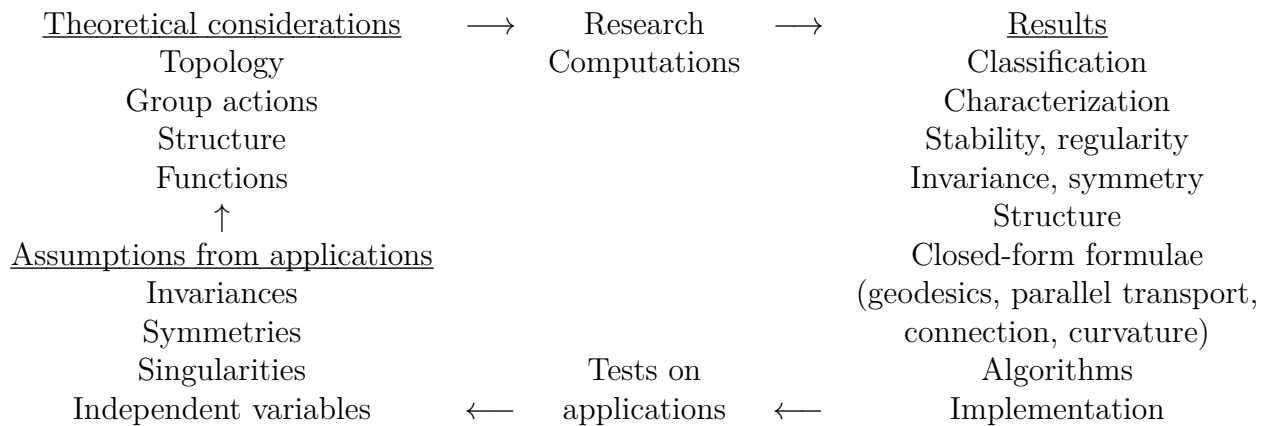 Theoretical considerations ⟶ Research ⟶ Results
Topology Computations Classification
Group actions Characterization
Structure Stability, regularity
Functions Invariance, symmetry
↑ Structure
Assumptions from applications Closed-form formulae
Invariances (geodesics, parallel transport,
Symmetries connection, curvature)
Singularities Tests on Algorithms
Independent variables ⟵ applications ⟵ Implementation